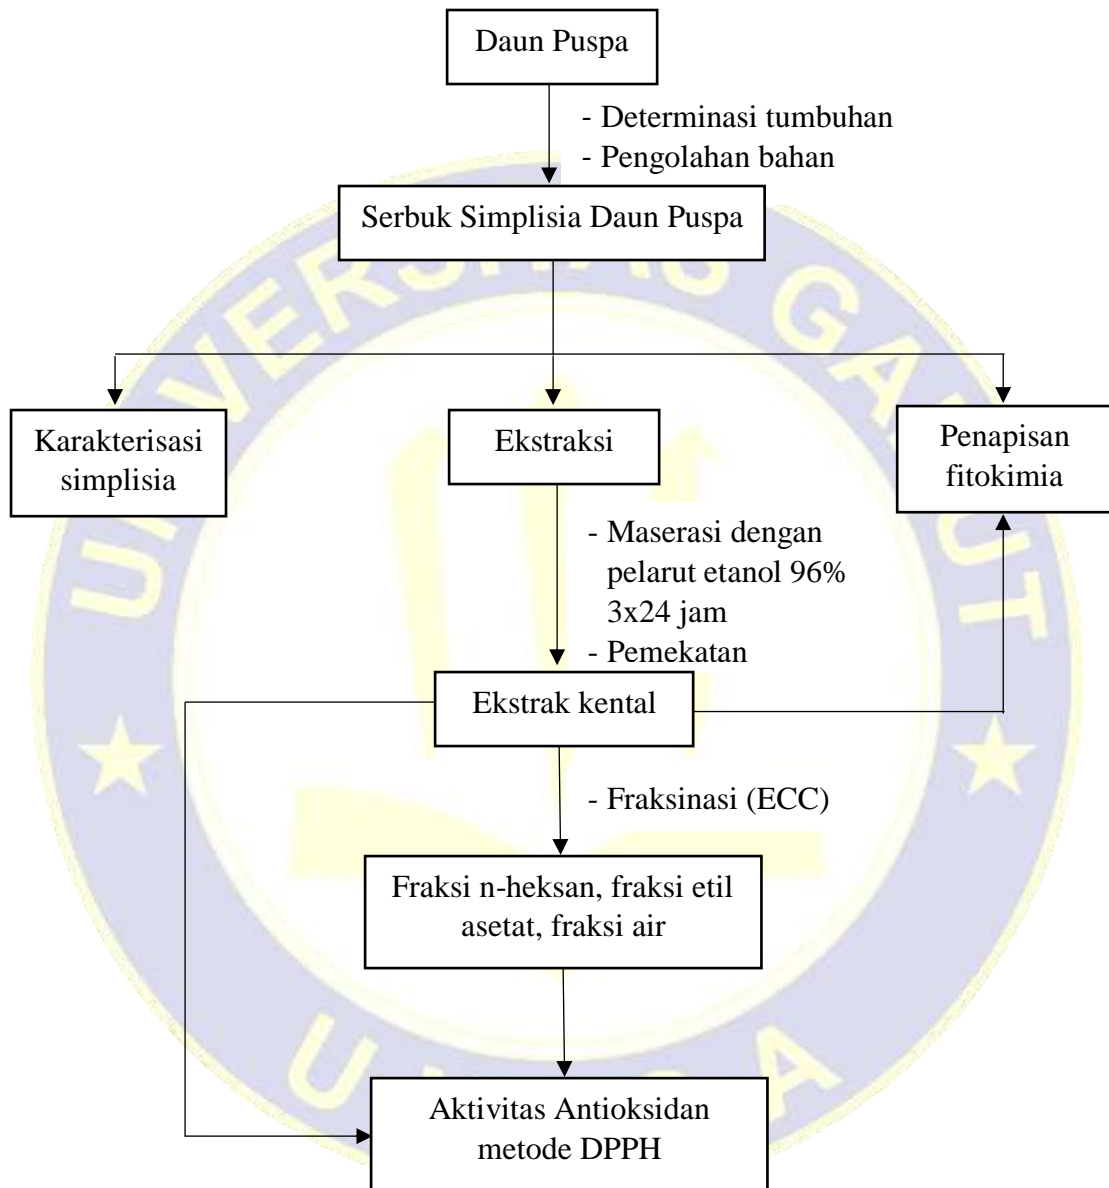 Daun Puspa
- Determinasi tumbuhan
- Pengolahan bahan
Serbuk Simplisia Daun Puspa
Karakterisasi
simplisia
Ekstraksi
Penapisan
fitokimia
- Maserasi dengan
pelarut etanol 96%
3x24 jam
- Pemekatan
Ekstrak kental
- Fraksinasi (ECC)
Fraksi n-heksan, fraksi etil
asetat, fraksi air
Aktivitas Antioksidan
metode DPPH
UNIVERSITAS GARUT